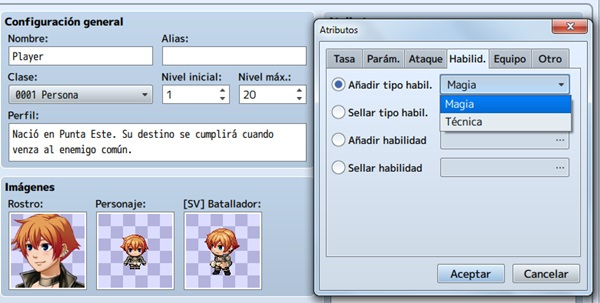 Configuración general
Nombre:
Alias:
Player
Clase:
Nivel inicial:
Nivel máx.:
0001 Persona
1
20
Perfil:
Nació en Punta Este. Su destino se cumplirá cuando
venza al enemigo común.
Imágenes
Rostro:
Personaje:
[SV] Batallador:
Atributos
Tasa
Parám.
Ataque
Habilid.
Equipo
Otro
Añadir tipo habil.
Magia
Magia
Técnica
Sellar tipo habil.
Añadir habilidad
...
Sellar habilidad
...
Aceptar
Cancelar